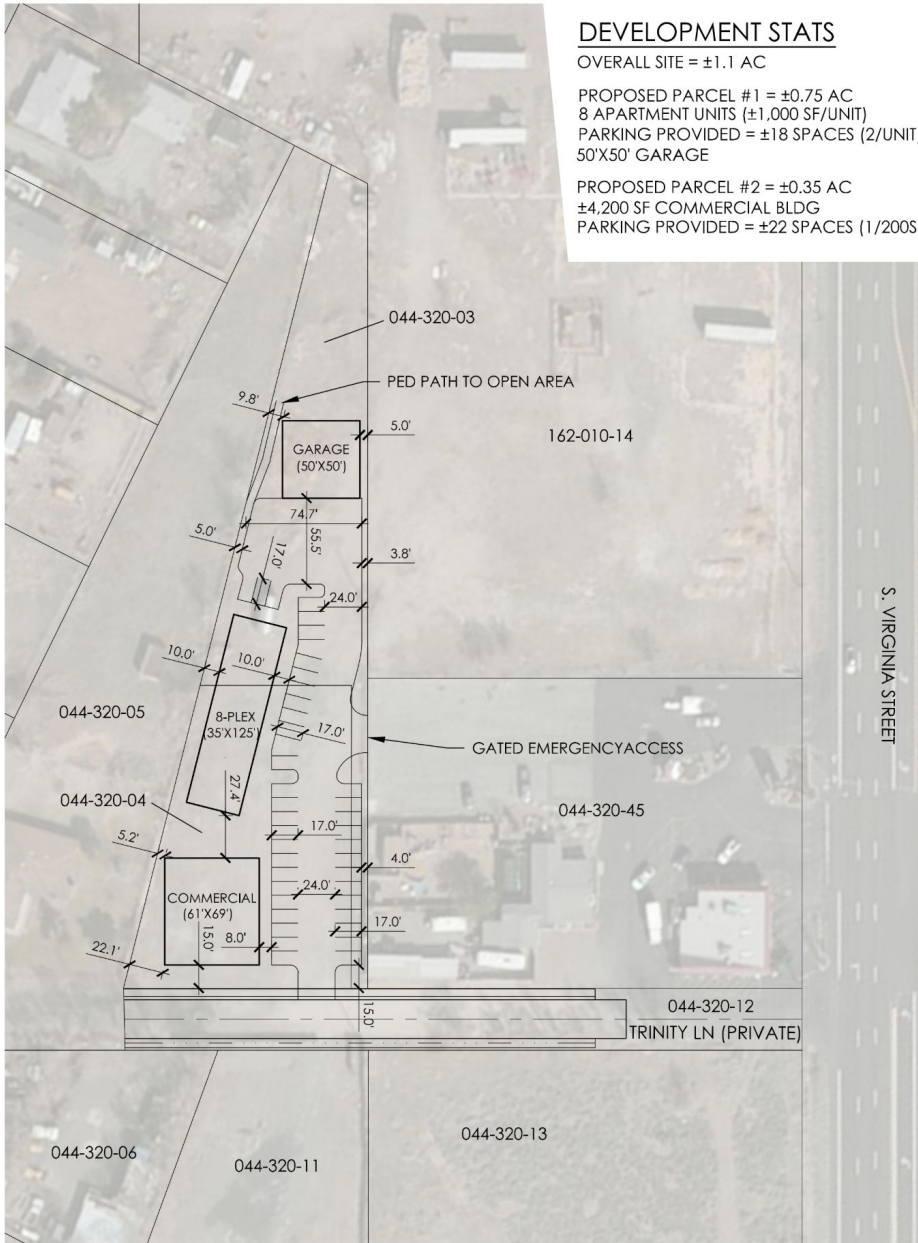 DEVELOPMENT STATS
OVERALL SITE = ±1.1 AC
PROPOSED PARCEL #1 = ±0.75 AC
8 APARTMENT UNITS (±1,000 SF/UNIT)
PARKING PROVIDED = ±18 SPACES (2/UNIT
50'X50' GARAGE
PROPOSED PARCEL #2 = ±0.35 AC
±4,200 SF COMMERCIAL BLDG
PARKING PROVIDED = ±22 SPACES (1/200S
044-320-03
PED PATH TO OPEN AREA
9.8'
5.0'
162-010-14
GARAGE
(50'X50')
74.7'
55.5'
5.0'
17.0'
3.8'
24.0'
S. VIRGINIA STREET
10.0'
10.0'
044-320-05
8-PLEX
(35'X125')
17.0'
GATED EMERGENCYACCESS
27.4'
044-320-04
044-320-45
5.2'
17.0'
4.0'
COMMERCIAL
(61'X69')
24.0'
15.0'
8.0'
17.0'
22.1'
15.0'
044-320-12
TRINITY LN (PRIVATE)
044-320-06
044-320-11
044-320-13